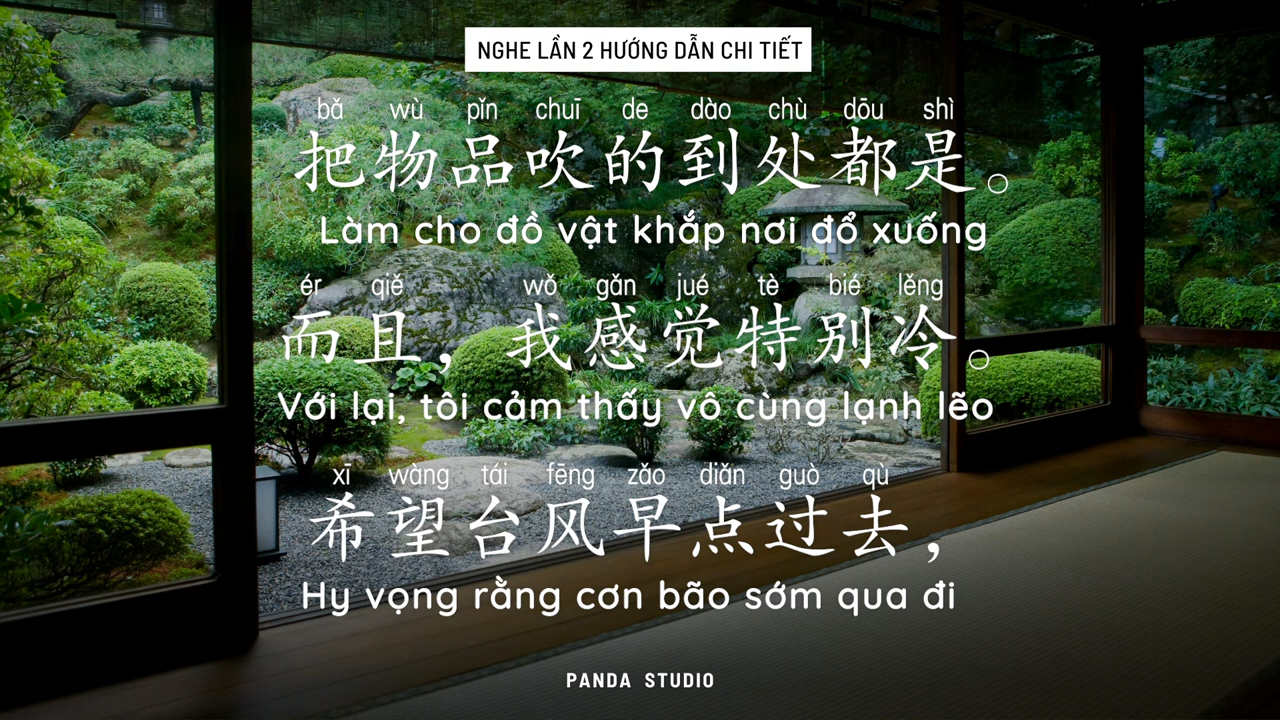 NGHE LẦN 2 HƯỚNG DẪN CHI TIẾT
bǎ wù pǐn chuī de dào chù dōu shì
把物品吹的到处都是。
Làm cho đồ vật khắp nơi đổ xuống
ér qiě wǒ gǎn jué tè bié lěng
而且，我感觉特别冷。
Với lại, tôi cảm thấy vô cùng lạnh lẽo
xī wàng tái fēng zǎo diǎn guò qù
希望台风早点过去，
Hy vọng rằng cơn bão sớm qua đi
PANDA STUDIO